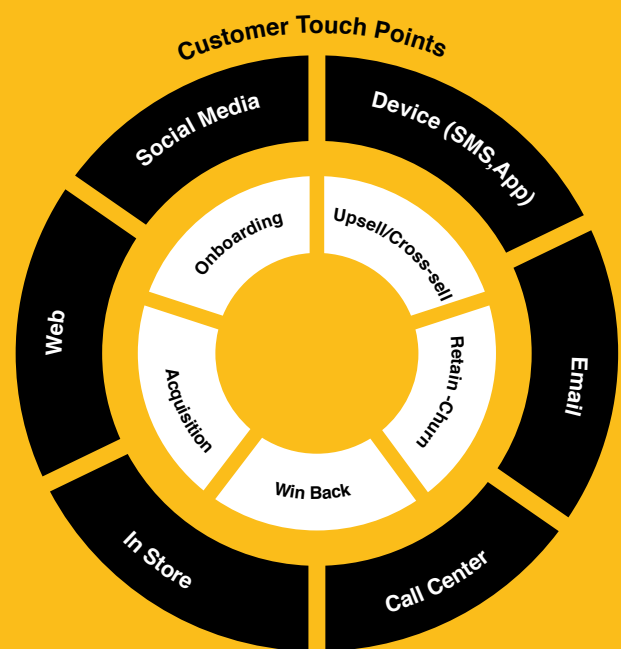 Customer Touch Points
Social Media
Device (SMS,App)
Web
Onboarding
Upsell/Cross-sell
Email
Acquisition
Retain -Churn
Win Back
In Store
Call Center